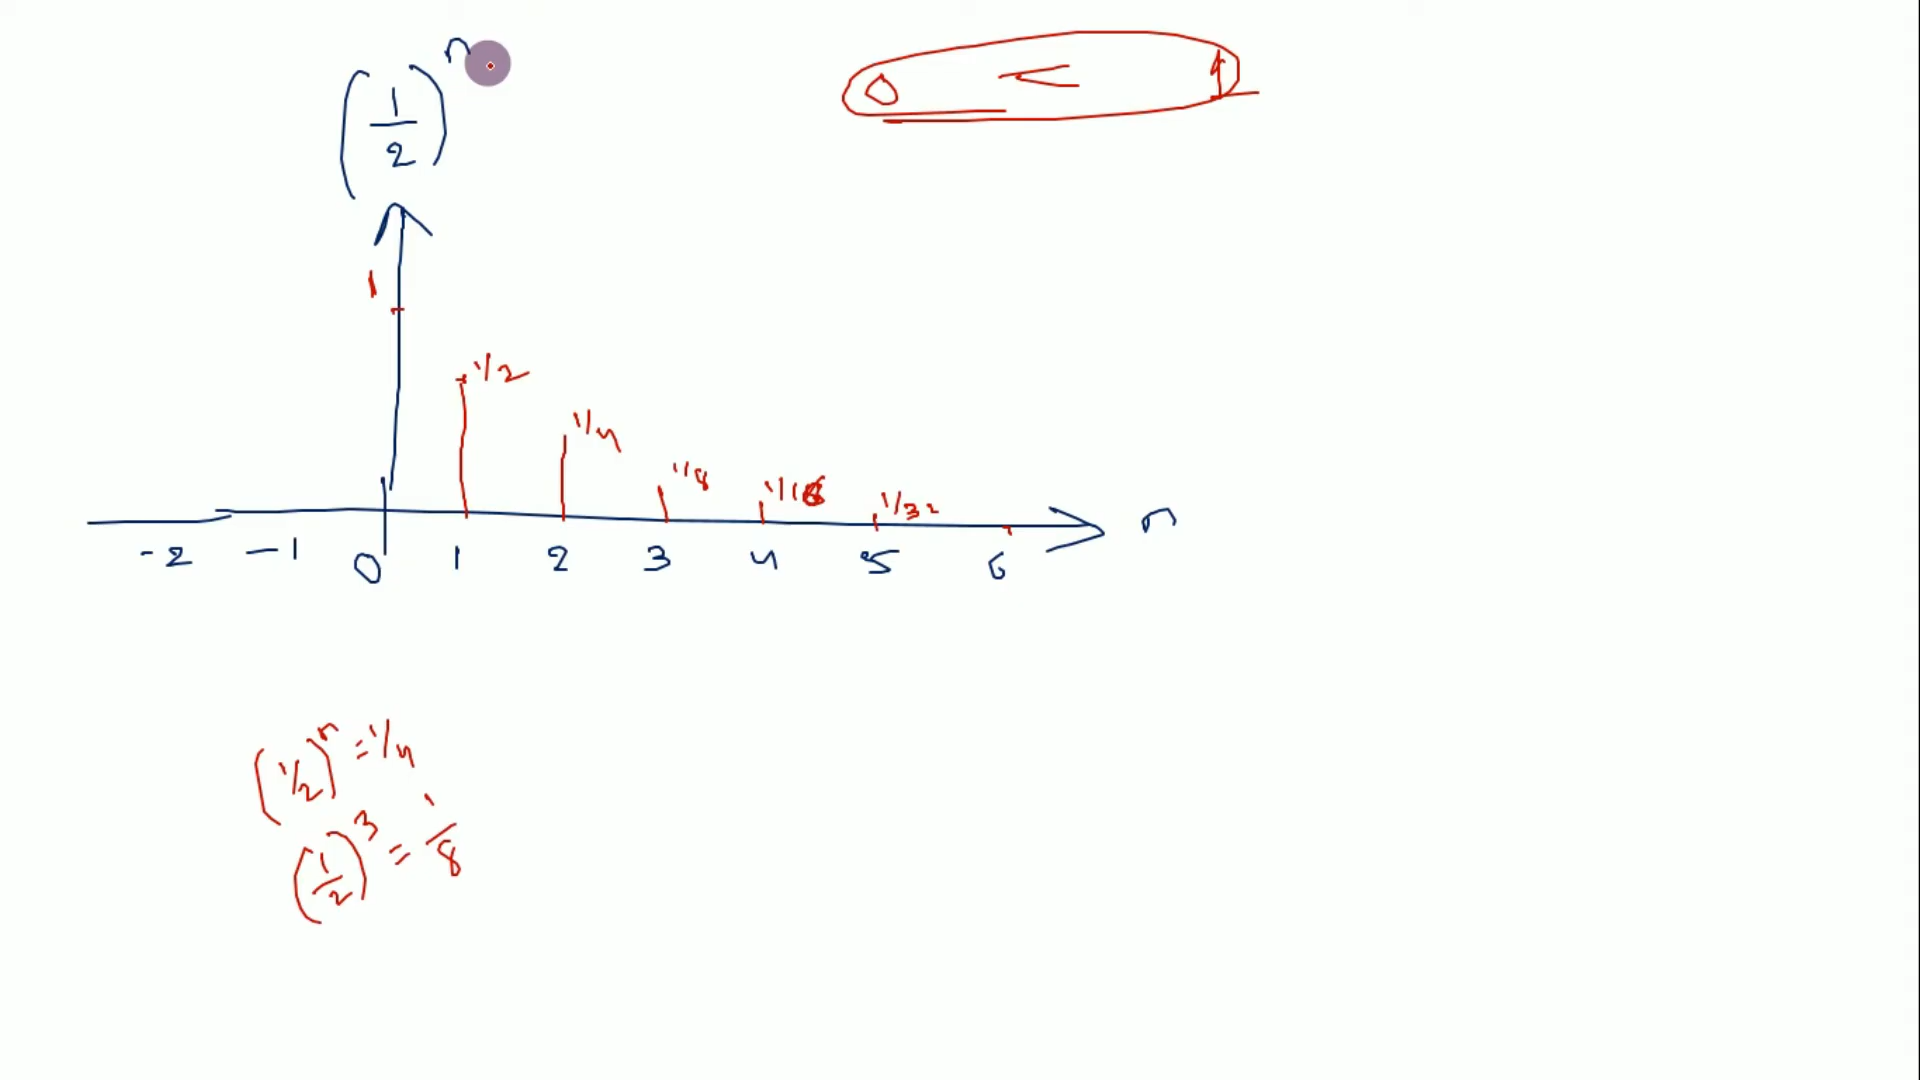 (1/2)^n
0 < 1
1
1/2
1/4
1/8
1/16
1/32
n
-2 -1 0 1 2 3 4 5 6
(1/2)^n = 1/4
(1/2)^3 = 1/8